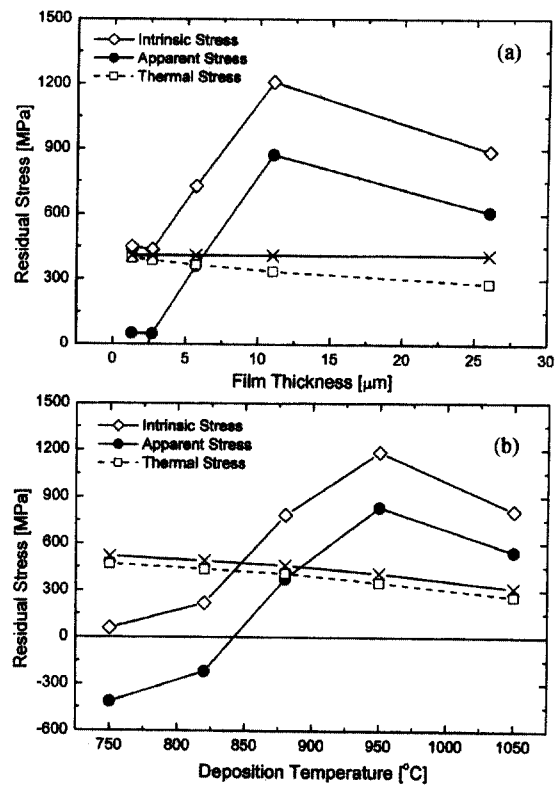 1500
1200
900
600
300
0
Residual Stress [MPa]
Intrinsic Stress
Apparent Stress
Thermal Stress
(a)
0 5 10 15 20 25 30
Film Thickness [μm]
1500
1200
900
600
300
0
-300
-600
Residual Stress [MPa]
Intrinsic Stress
Apparent Stress
Thermal Stress
(b)
750 800 850 900 950 1000 1050
Deposition Temperature [°C]